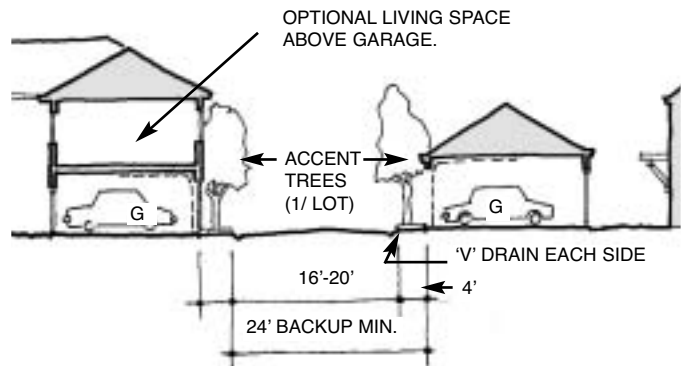 OPTIONAL LIVING SPACE
ABOVE GARAGE.
ACCENT
TREES
(1/ LOT)
G
G
‘V’ DRAIN EACH SIDE
16’-20’
4’
24’ BACKUP MIN.